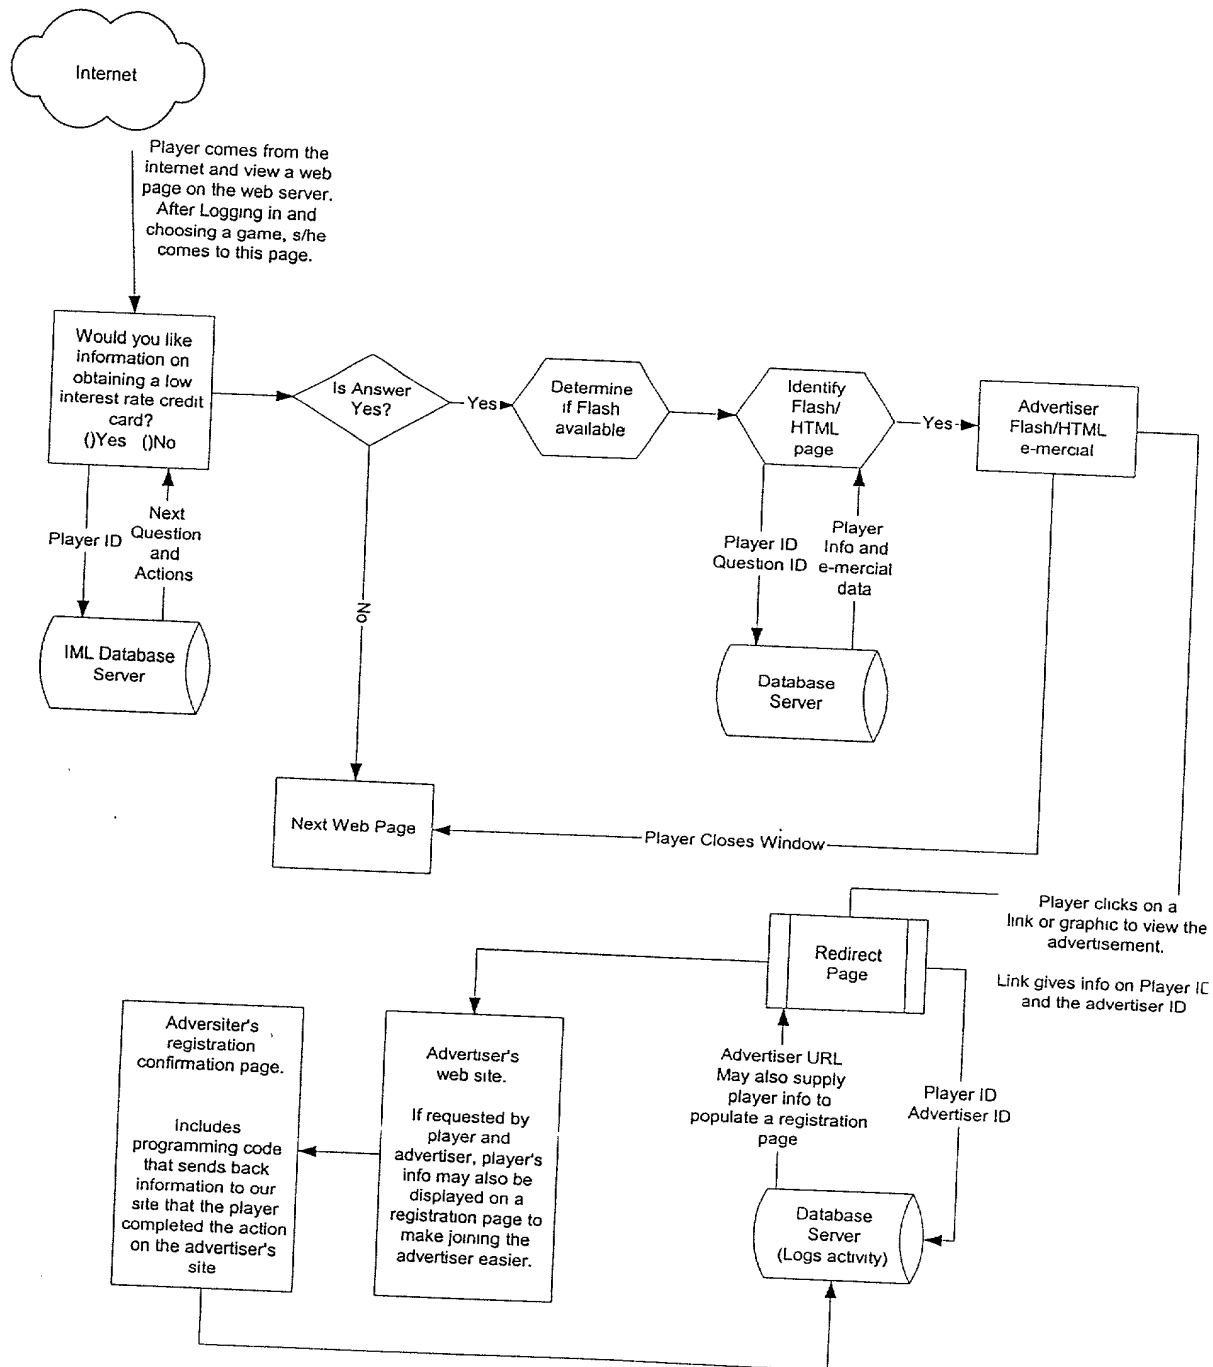 Internet
Player comes from the
internet and view a web
page on the web server.
After Logging in and
choosing a game, s/he
comes to this page.
Would you like
information on
obtaining a low
interest rate credit
card?
()Yes ()No
Is Answer
Yes?
Yes
Determine
if Flash
available
Identify
Flash/
HTML
page
Yes
Advertiser
Flash/HTML
e-mercial
Player ID
Next
Question
and
Actions
Player ID
Question ID
Player
Info and
e-mercial
data
No
IML Database
Server
Database
Server
Next Web Page
Player Closes Window
Player clicks on a
link or graphic to view the
advertisement.
Link gives info on Player ID
and the advertiser ID
Redirect
Page
Adversiter's
registration
confirmation page.
Includes
programming code
that sends back
information to our
site that the player
completed the action
on the advertiser's
site
Advertiser's
web site.
If requested by
player and
advertiser, player's
info may also be
displayed on a
registration page to
make joining the
advertiser easier.
Advertiser URL
May also supply
player info to
populate a registration
page
Player ID
Advertiser ID
Database
Server
(Logs activity)